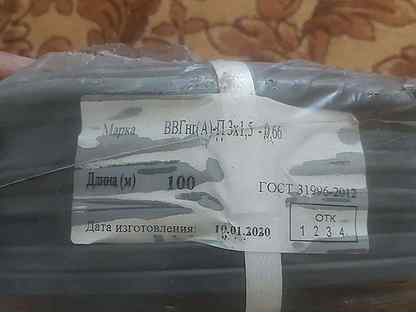 Марка ВВГнг(А)-П 3х1,5 - 0,66
Длина (м) 100
ГОСТ 31996-2012
ОТК
1 2 3 4
Дата изготовления: 10.01.2020